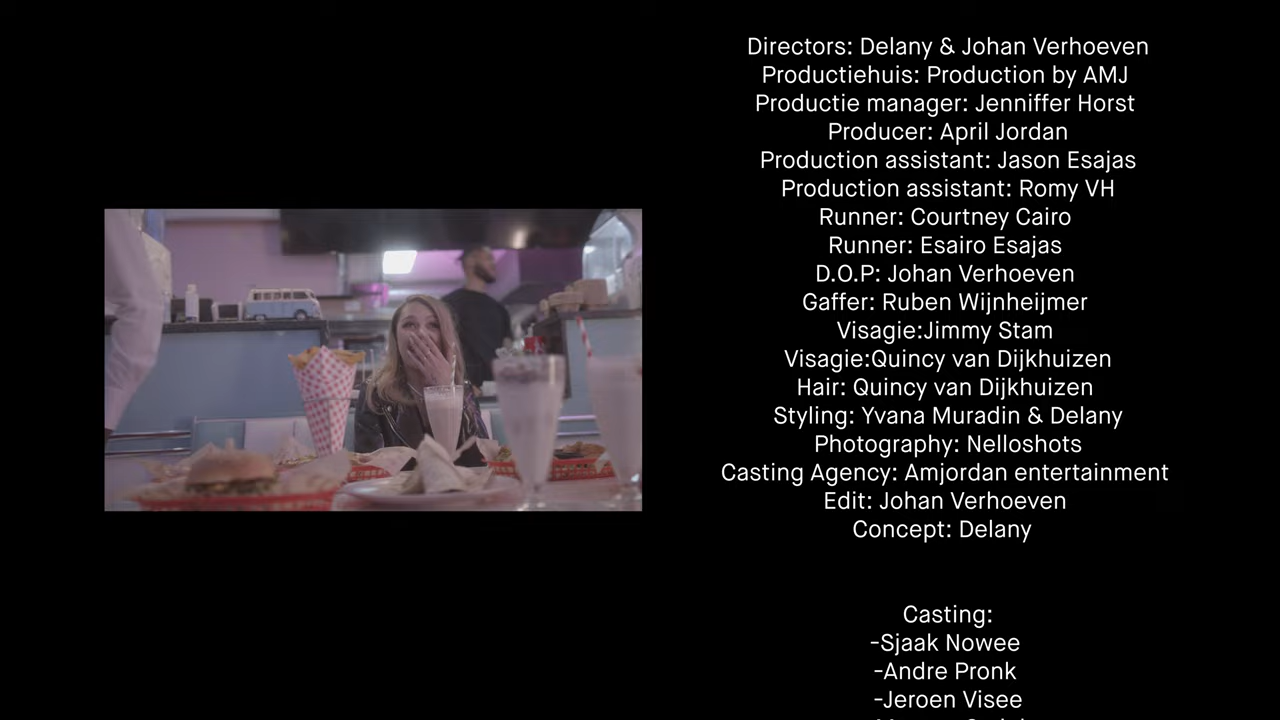 Directors: Delany & Johan Verhoeven
Productiehuis: Production by AMJ
Productie manager: Jenniffer Horst
Producer: April Jordan
Production assistant: Jason Esajas
Production assistant: Romy VH
Runner: Courtney Cairo
Runner: Esairo Esajas
D.O.P: Johan Verhoeven
Gaffer: Ruben Wijnheijmer
Visagie:Jimmy Stam
Visagie:Quincy van Dijkhuizen
Hair: Quincy van Dijkhuizen
Styling: Yvana Muradin & Delany
Photography: Nelloshots
Casting Agency: Amjordan entertainment
Edit: Johan Verhoeven
Concept: Delany
Casting:
-Sjaak Nowee
-Andre Pronk
-Jeroen Visee